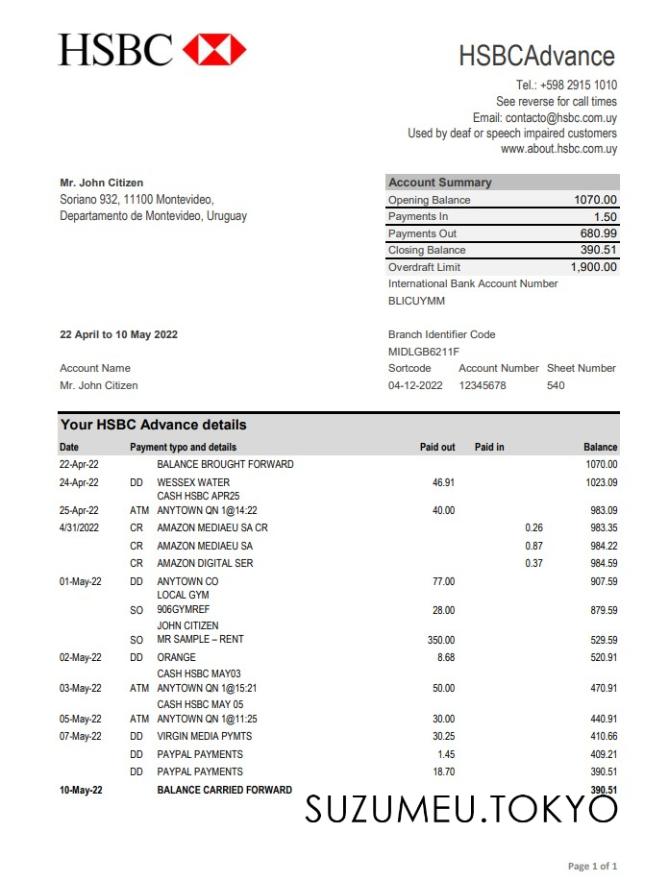 HSBC
HSBCAdvance
Tel.: +598 2915 1010
See reverse for call times
Email: contacto@hsbc.com.uy
Used by deaf or speech impaired customers
www.about.hsbc.com.uy
Mr. John Citizen
Soriano 932, 11100 Montevideo,
Departamento de Montevideo, Uruguay
Account Summary
Opening Balance 1070.00
Payments In 1.50
Payments Out 680.99
Closing Balance 390.51
Overdraft Limit 1,900.00
International Bank Account Number
BLICUYMM
22 April to 10 May 2022
Branch Identifier Code
MIDLGB6211F
Account Name
Mr. John Citizen
Sortcode Account Number Sheet Number
04-12-2022 12345678 540
Your HSBC Advance details
Date Payment typo and details Paid out Paid in Balance
22-Apr-22 BALANCE BROUGHT FORWARD 1070.00
24-Apr-22 DD WESSEX WATER 46.91 1023.09
CASH HSBC APR25
25-Apr-22 ATM ANYTOWN QN 1@14:22 40.00 983.09
4/31/2022 CR AMAZON MEDIAEU SA CR 0.26 983.35
CR AMAZON MEDIAEU SA 0.87 984.22
CR AMAZON DIGITAL SER 0.37 984.59
01-May-22 DD ANYTOWN CO 77.00 907.59
LOCAL GYM
SO 906GYMREF 28.00 879.59
JOHN CITIZEN
SO MR SAMPLE – RENT 350.00 529.59
02-May-22 DD ORANGE 8.68 520.91
CASH HSBC MAY03
03-May-22 ATM ANYTOWN QN 1@15:21 50.00 470.91
CASH HSBC MAY 05
05-May-22 ATM ANYTOWN QN 1@11:25 30.00 440.91
07-May-22 DD VIRGIN MEDIA PYMTS 30.25 410.66
DD PAYPAL PAYMENTS 1.45 409.21
DD PAYPAL PAYMENTS 18.70 390.51
10-May-22 BALANCE CARRIED FORWARD 390.51
SUZUMEU.TOKYO
Page 1 of 1